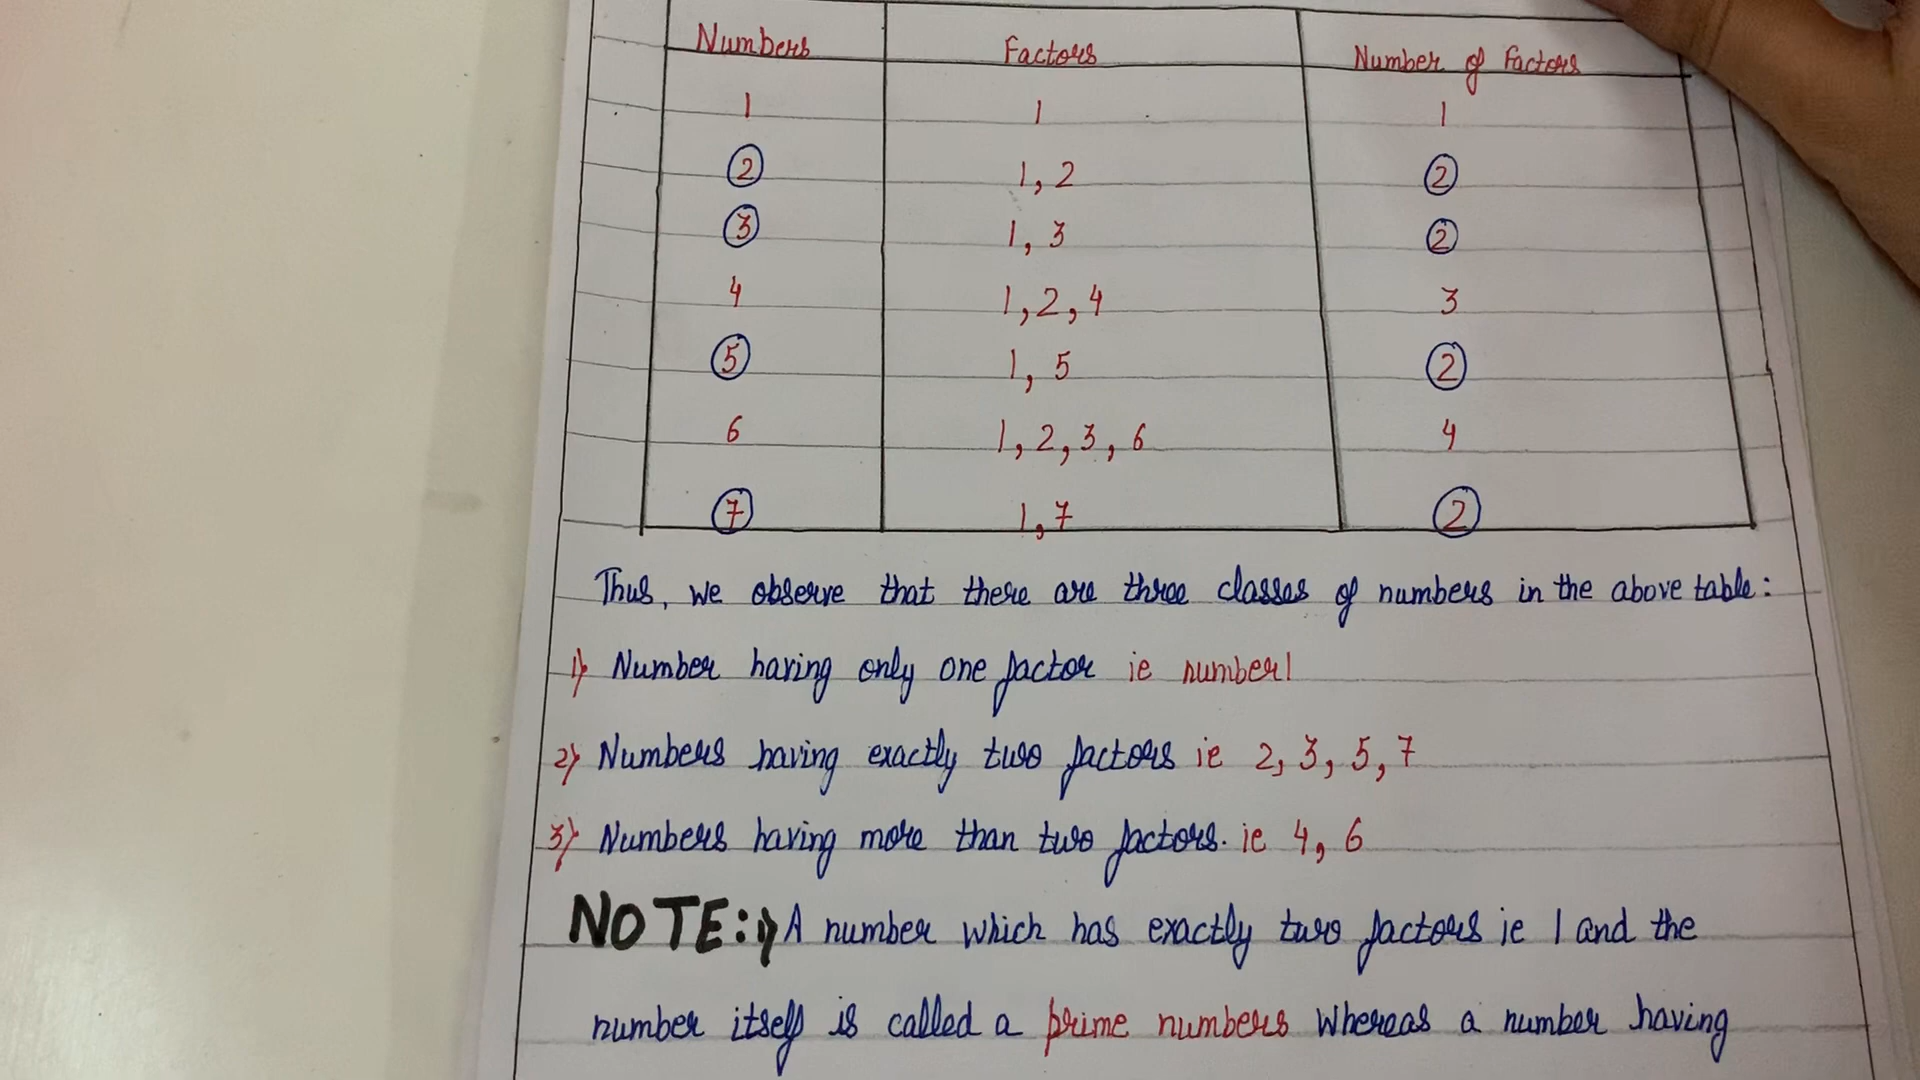 Numbers Factors Number of Factors
1 1 1
2 1, 2 2
3 1, 3 2
4 1, 2, 4 3
5 1, 5 2
6 1, 2, 3, 6 4
7 1, 7 2
Thus, we observe that there are three classes of numbers in the above table:
1) Number having only one factor ie number 1
2) Numbers having exactly two factors ie 2, 3, 5, 7
3) Numbers having more than two factors. ie 4, 6
NOTE: 1) A number which has exactly two factors ie 1 and the
number itself is called a prime numbers whereas a number having